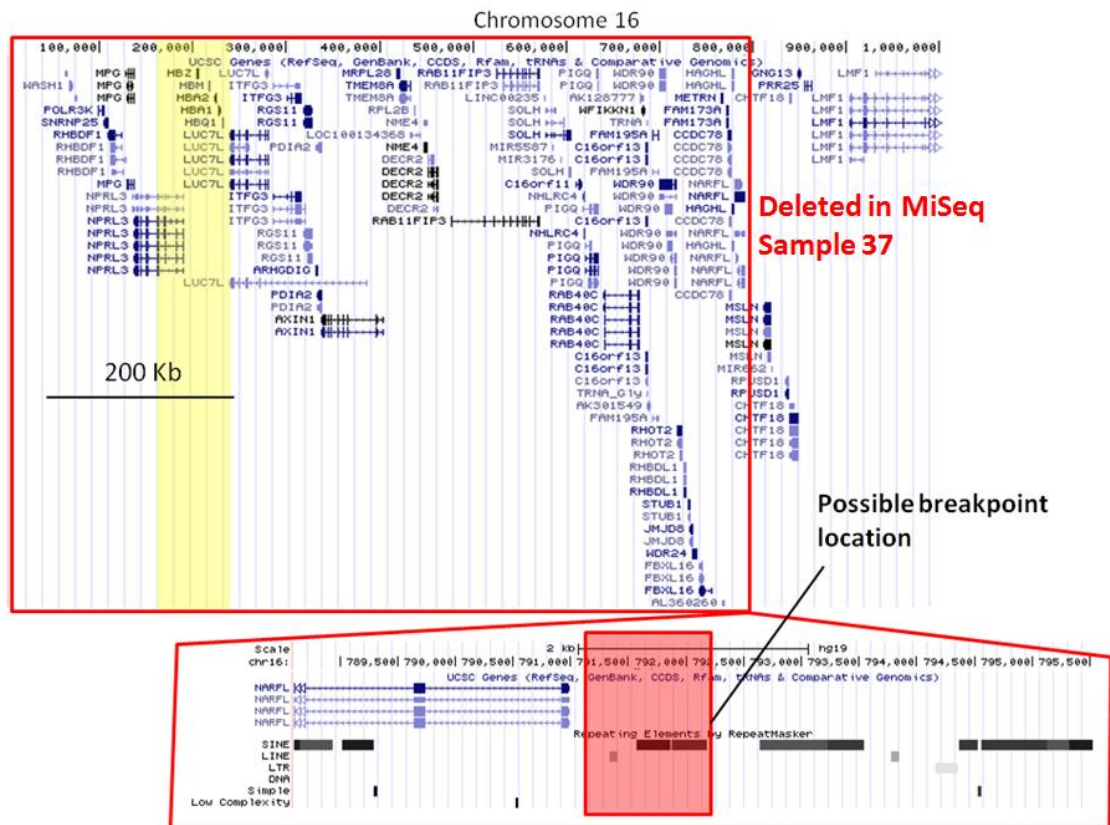 Chromosome 16
100,000| 200,000| 300,000| 400,000| 500,000| 600,000| 700,000| 800,000| 900,000| 1,000,000|
UCSC Genes (RefSeq, GenBank, CCDS, Rfam, tRNAs & Comparative Genomics)
MPG HBZ LUC7L MRPL28 RAB11FIP3 PIGQ WDR90 HAGHL GNG13 LMF1
WASH1 MPG HBM ITFG3 TMEM8A RAB11FIP3 PIGQ WDR90 HAGHL PRR25
MPG HBA2 ITFG3 TMEM8A LINC00235 AK128777 METRN CHTF18 LMF1
POLR3K HBA1 RGS11 RPL2B SOLH WFIKKN1 FAM173A LMF1
SNRNP25 HBQ1 RGS11 NME4 SOLH TRNA FAM173A LMF1
RHBDF1 LUC7L LOC100134368 SOLH FAM195A CCDC78 LMF1
RHBDF1 LUC7L PDIA2 NME4 MIR5587 C16orf13 CCDC78 LMF1
RHBDF1 LUC7L DECR2 MIR3176 C16orf13 CCDC78 LMF1
RHBDF1 LUC7L DECR2 SOLH FAM195A CCDC78
MPG LUC7L DECR2 C16orf11 WDR90 NARFL
NPRL3 ITFG3 DECR2 NHLRC4 WDR90 NARFL
NPRL3 ITFG3 DECR2 PIGQ WDR90 HAGHL
NPRL3 ITFG3 RAB11FIP3 C16orf13 CCDC78
NPRL3 RGS11 NHLRC4 WDR90 NARFL
NPRL3 RGS11 PIGQ WDR90 HAGHL
NPRL3 RGS11 PIGQ WDR90 NARFL
NPRL3 ARHGDIG PIGQ WDR90 NARFL
LUC7L PIGQ WDR90 NARFL
PDIA2 RAB40C CCDC78
PDIA2 RAB40C MSLN
AXIN1 RAB40C MSLN
AXIN1 RAB40C MSLN
RAB40C MSLN
C16orf13 MSLN
C16orf13 MIR662
C16orf13 RPUSD1
TRNA_Gly RPUSD1
AK301549 CHTF18
FAM195A CHTF18
RHOT2 CHTF18
RHOT2 CHTF18
RHOT2 CHTF18
RHBDL1
RHBDL1
RHBDL1
STUB1
STUB1
JMJD8
JMJD8
WDR24
FBXL16
FBXL16
FBXL16
AL360260
200 Kb
Deleted in MiSeq
Sample 37
Possible breakpoint
location
Scale 2 kb hg19
chr16: 789,500| 790,000| 790,500| 791,000| 791,500| 792,000| 792,500| 793,000| 793,500| 794,000| 794,500| 795,000| 795,500|
UCSC Genes (RefSeq, GenBank, CCDS, Rfam, tRNAs & Comparative Genomics)
NARFL
NARFL
NARFL
NARFL
Repeating Elements by RepeatMasker
SINE
LINE
LTR
DNA
Simple
Low Complexity